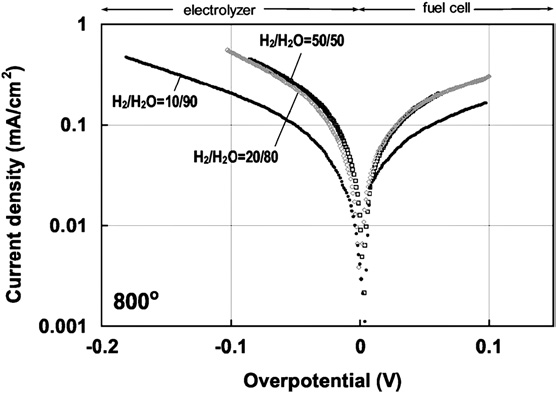 electrolyzer fuel cell
1
0.1
0.01
0.001
Current density (mA/cm²)
H₂/H₂O=50/50
H₂/H₂O=10/90
H₂/H₂O=20/80
800°
-0.2 -0.1 0 0.1
Overpotential (V)